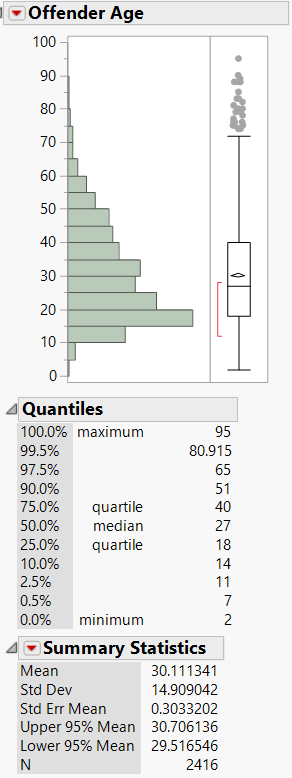 Offender Age
100
90
80
70
60
50
40
30
20
10
0
Quantiles
100.0% maximum 95
99.5% 80.915
97.5% 65
90.0% 51
75.0% quartile 40
50.0% median 27
25.0% quartile 18
10.0% 14
2.5% 11
0.5% 7
0.0% minimum 2
Summary Statistics
Mean 30.111341
Std Dev 14.909042
Std Err Mean 0.3033202
Upper 95% Mean 30.706136
Lower 95% Mean 29.516546
N 2416